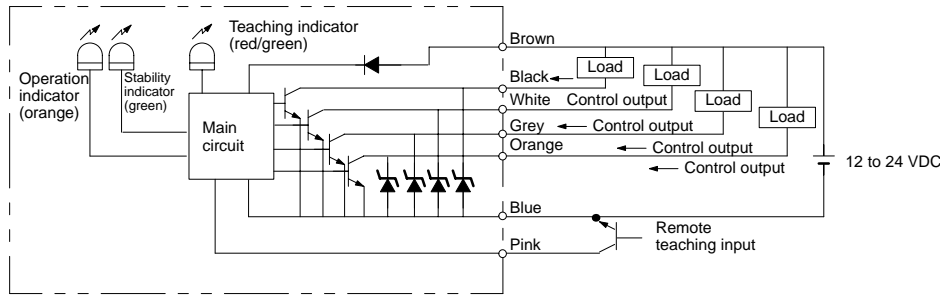 Teaching indicator
(red/green)
Operation
indicator
(orange)
Stability
indicator
(green)
Main
circuit
Brown
Black
White
Grey
Orange
Blue
Pink
Load
Load
Load
Load
Control output
Control output
Control output
Control output
12 to 24 VDC
Remote
teaching input